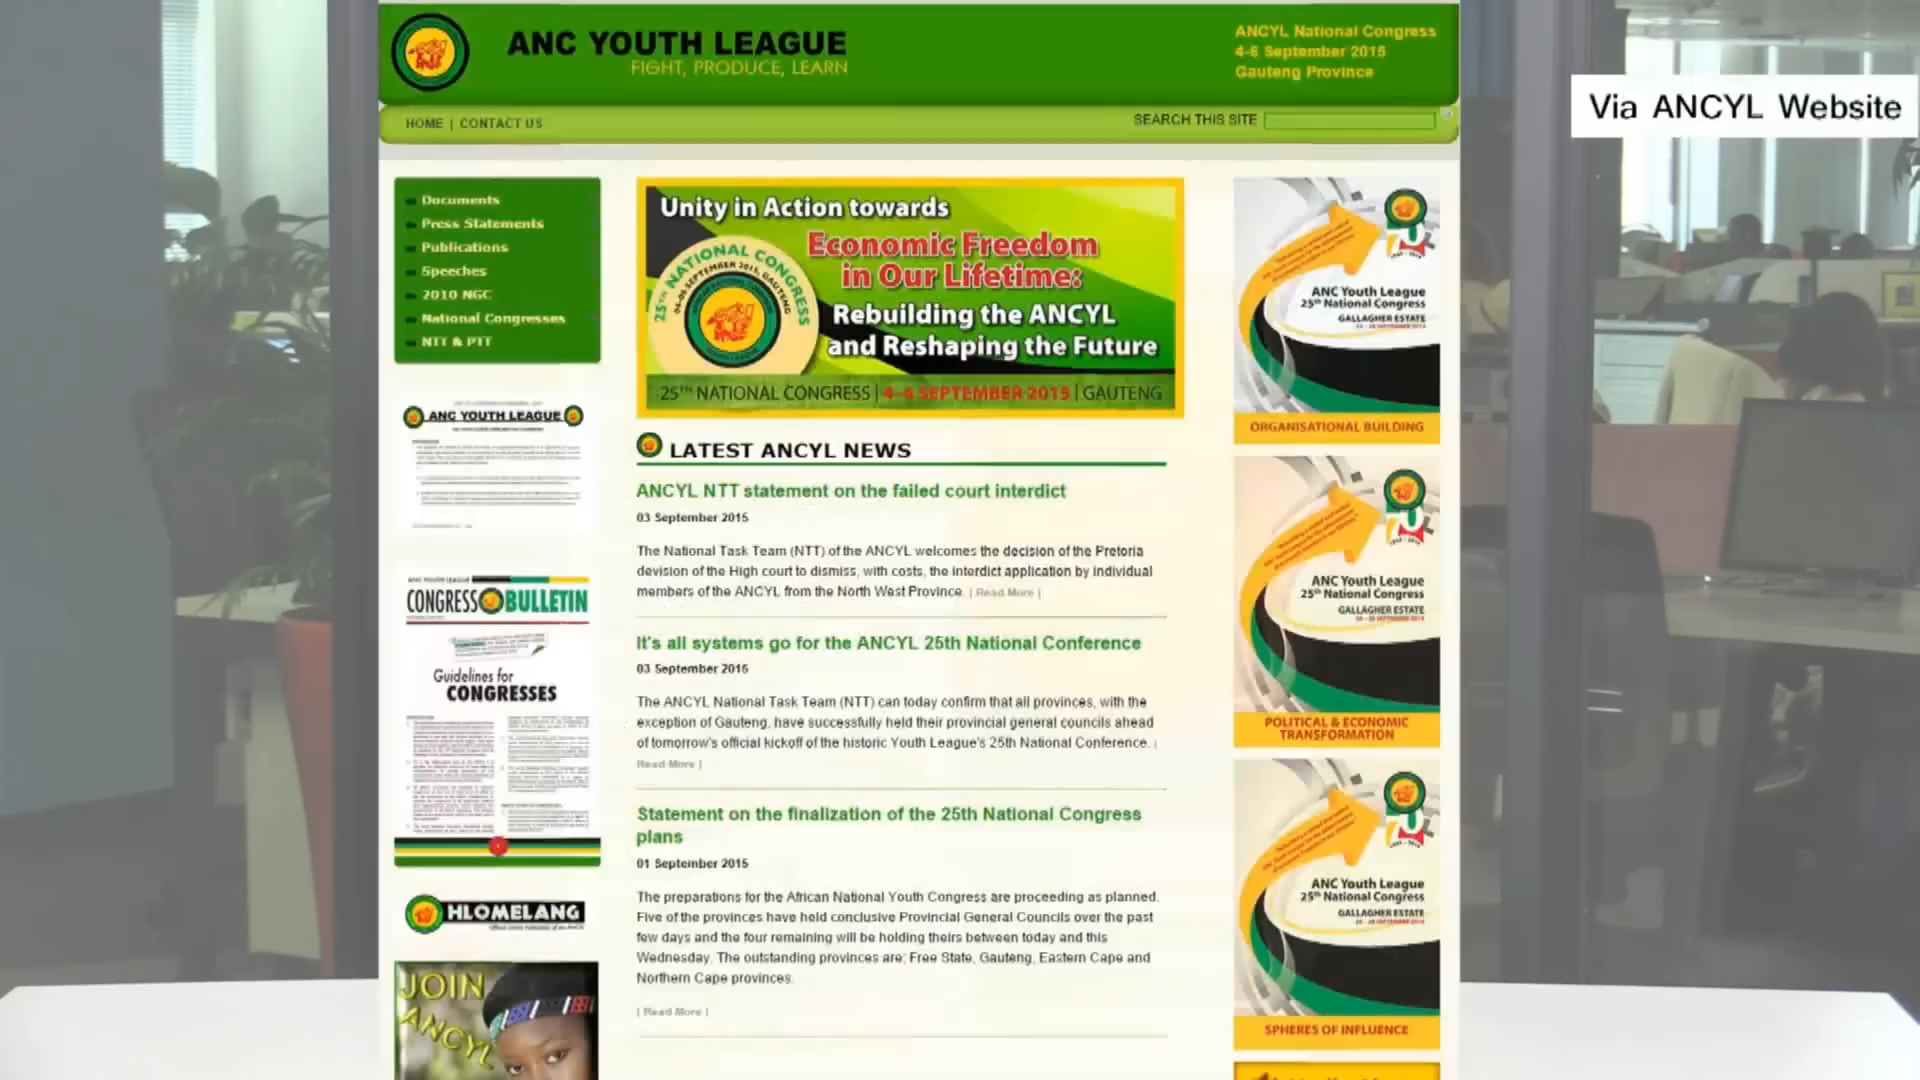 ANC YOUTH LEAGUE
FIGHT, PRODUCE, LEARN
ANCYL National Congress
4-6 September 2015
Gauteng Province
Via ANCYL Website
HOME | CONTACT US
SEARCH THIS SITE
Documents
Press Statements
Publications
Speeches
2010 NGC
National Congresses
NTT & PTT
ANC YOUTH LEAGUE
ANC YOUTH LEAGUE
CONGRESS BULLETIN
Guidelines for
CONGRESSES
HLOMELANG
JOIN
ANCYL
Unity in Action towards
Economic Freedom
in Our Lifetime:
Rebuilding the ANCYL
and Reshaping the Future
25TH NATIONAL CONGRESS
04-06 SEPTEMBER 2015, GAUTENG
25TH NATIONAL CONGRESS | 4-6 SEPTEMBER 2015 | GAUTENG
LATEST ANCYL NEWS
ANCYL NTT statement on the failed court interdict
03 September 2015
The National Task Team (NTT) of the ANCYL welcomes the decision of the Pretoria
devision of the High court to dismiss, with costs, the interdict application by individual
members of the ANCYL from the North West Province. | Read More |
It's all systems go for the ANCYL 25th National Conference
03 September 2015
The ANCYL National Task Team (NTT) can today confirm that all provinces, with the
exception of Gauteng, have successfully held their provincial general councils ahead
of tomorrow's official kickoff of the historic Youth League's 25th National Conference. |
Read More |
Statement on the finalization of the 25th National Congress
plans
01 September 2015
The preparations for the African National Youth Congress are proceeding as planned.
Five of the provinces have held conclusive Provincial General Councils over the past
few days and the four remaining will be holding theirs between today and this
Wednesday. The outstanding provinces are: Free State, Gauteng, Eastern Cape and
Northern Cape provinces.
| Read More |
ANC Youth League
25th National Congress
GALLAGHER ESTATE
ORGANISATIONAL BUILDING
ANC Youth League
25th National Congress
GALLAGHER ESTATE
POLITICAL & ECONOMIC
TRANSFORMATION
ANC Youth League
25th National Congress
GALLAGHER ESTATE
SPHERES OF INFLUENCE